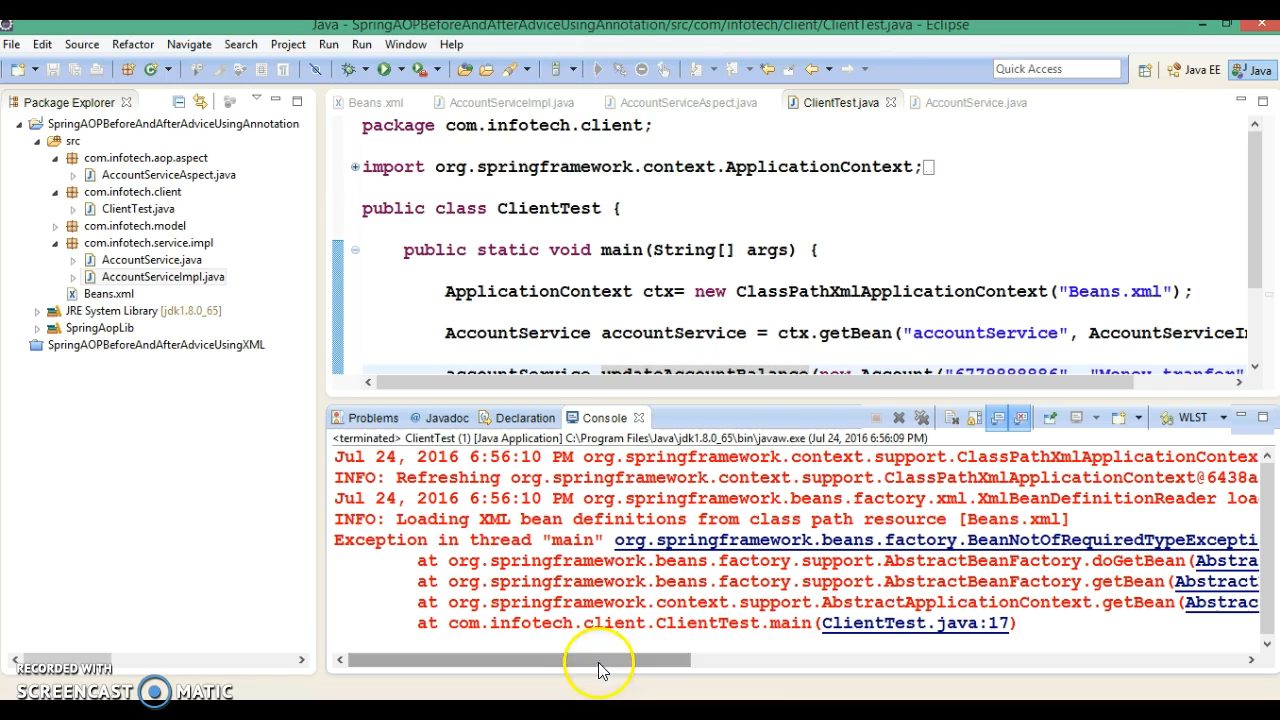 Java - SpringAOPBeforeAndAfterAdviceUsingAnnotation/src/com/infotech/client/ClientTest.java - Eclipse
File Edit Source Refactor Navigate Search Project Run Run Window Help
Quick Access
Java EE
Java
Package Explorer
SpringAOPBeforeAndAfterAdviceUsingAnnotation
src
com.infotech.aop.aspect
AccountServiceAspect.java
com.infotech.client
ClientTest.java
com.infotech.model
com.infotech.service.impl
AccountService.java
AccountServiceImpl.java
Beans.xml
JRE System Library [jdk1.8.0_65]
SpringAopLib
SpringAOPBeforeAndAfterAdviceUsingXML
Beans.xml AccountServiceImpl.java AccountServiceAspect.java ClientTest.java AccountService.java
package com.infotech.client;
import org.springframework.context.ApplicationContext;
public class ClientTest {
public static void main(String[] args) {
ApplicationContext ctx= new ClassPathXmlApplicationContext("Beans.xml");
AccountService accountService = ctx.getBean("accountService", AccountServiceIm
accountService.updateAccountBalance(new Account("6778888886", "Money tranfer"
Problems Javadoc Declaration Console
WLST
<terminated> ClientTest (1) [Java Application] C:\Program Files\Java\jdk1.8.0_65\bin\javaw.exe (Jul 24, 2016 6:56:09 PM)
Jul 24, 2016 6:56:10 PM org.springframework.context.support.ClassPathXmlApplicationContex
INFO: Refreshing org.springframework.context.support.ClassPathXmlApplicationContext@6438a
Jul 24, 2016 6:56:10 PM org.springframework.beans.factory.xml.XmlBeanDefinitionReader loa
INFO: Loading XML bean definitions from class path resource [Beans.xml]
Exception in thread "main" org.springframework.beans.factory.BeanNotOfRequiredTypeExcepti
at org.springframework.beans.factory.support.AbstractBeanFactory.doGetBean(Abstra
at org.springframework.beans.factory.support.AbstractBeanFactory.getBean(Abstract
at org.springframework.context.support.AbstractApplicationContext.getBean(Abstrac
at com.infotech.client.ClientTest.main(ClientTest.java:17)
RECORDED WITH
SCREENCAST MATIC